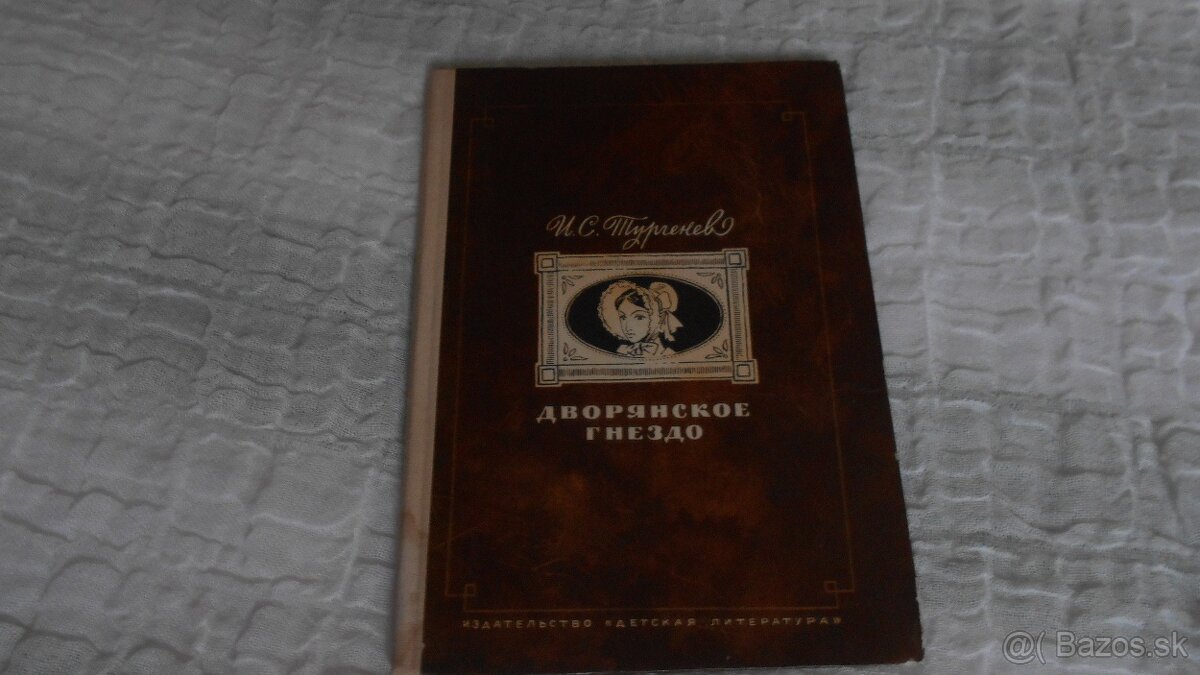 И. С. Тургенев
ДВОРЯНСКОЕ
ГНЕЗДО
ИЗДАТЕЛЬСТВО «ДЕТСКАЯ ЛИТЕРАТУРА»
@( Bazos.sk